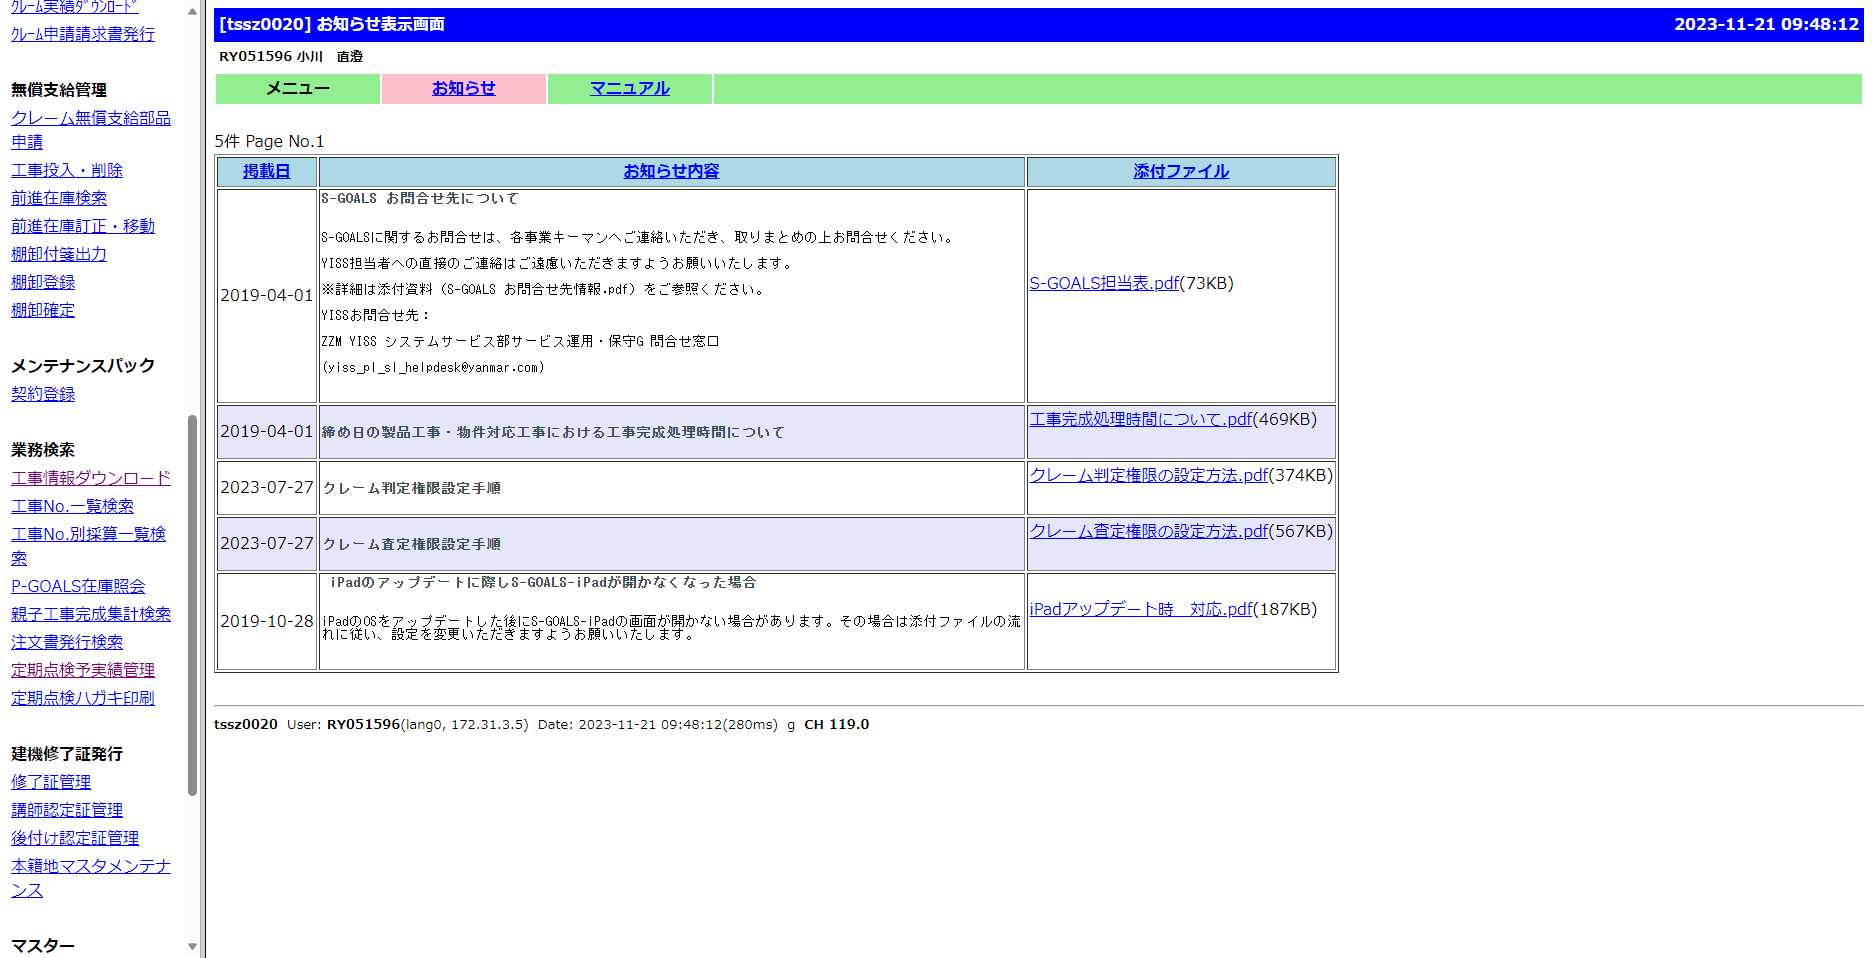 クレーム実績ダウンロード
クレーム申請請求書発行
無償支給管理
クレーム無償支給部品
申請
工事投入・削除
前進在庫検索
前進在庫訂正・移動
棚卸付箋出力
棚卸登録
棚卸確定
メンテナンスパック
契約登録
業務検索
工事情報ダウンロード
工事No.一覧検索
工事No.別採算一覧検
索
P-GOALS在庫照会
親子工事完成集計検索
注文書発行検索
定期点検予実績管理
定期点検ハガキ印刷
建機修了証発行
修了証管理
講師認定証管理
後付け認定証管理
本籍地マスタメンテナ
ンス
マスター
[tssz0020] お知らせ表示画面 2023-11-21 09:48:12
RY051596 小川　直澄
メニュー お知らせ マニュアル
5件 Page No.1
掲載日 お知らせ内容 添付ファイル
S-GOALS お問合せ先について
S-GOALSに関するお問合せは、各事業キーマンへご連絡いただき、取りまとめの上お問合せください。
YISS担当者への直接のご連絡はご遠慮いただきますようお願いいたします。
2019-04-01 ※詳細は添付資料（S-GOALS お問合せ先情報.pdf）をご参照ください。 S-GOALS担当表.pdf(73KB)
YISSお問合せ先：
ZZM YISS システムサービス部サービス運用・保守G 問合せ窓口
(yiss_pl_sl_helpdesk@yanmar.com)
2019-04-01 締め日の製品工事・物件対応工事における工事完成処理時間について 工事完成処理時間について.pdf(469KB)
2023-07-27 クレーム判定権限設定手順 クレーム判定権限の設定方法.pdf(374KB)
2023-07-27 クレーム査定権限設定手順 クレーム査定権限の設定方法.pdf(567KB)
iPadのアップデートに際しS-GOALS-iPadが開かなくなった場合
2019-10-28 iPadのOSをアップデートした後にS-GOALS-iPadの画面が開かない場合があります。その場合は添付ファイルの流 iPadアップデート時　対応.pdf(187KB)
れに従い、設定を変更いただきますようお願いいたします。
tssz0020 User: RY051596(lang0, 172.31.3.5) Date: 2023-11-21 09:48:12(280ms) g CH 119.0